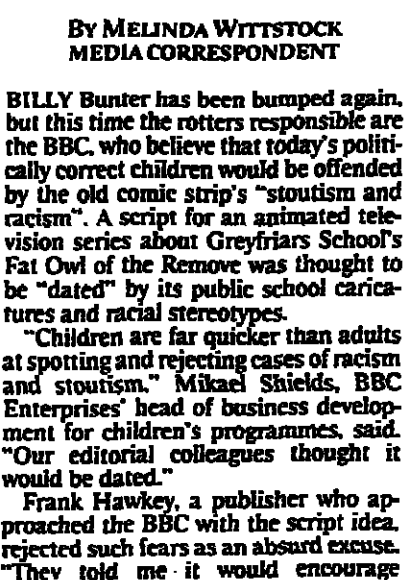 BY MELINDA WITTSTOCK
MEDIA CORRESPONDENT
BILLY Bunter has been bumped again,
but this time the rotters responsible are
the BBC, who believe that today's politi-
cally correct children would be offended
by the old comic strip's "stoutism and
racism". A script for an animated tele-
vision series about Greyfriars School's
Fat Owl of the Remove was thought to
be "dated" by its public school carica-
tures and racial stereotypes.
"Children are far quicker than adults
at spotting and rejecting cases of racism
and stoutism," Mikael Shields, BBC
Enterprises' head of business develop-
ment for children's programmes, said.
"Our editorial colleagues thought it
would be dated."
Frank Hawkey, a publisher who ap-
proached the BBC with the script idea,
rejected such fears as an absurd excuse.
"They told me it would encourage